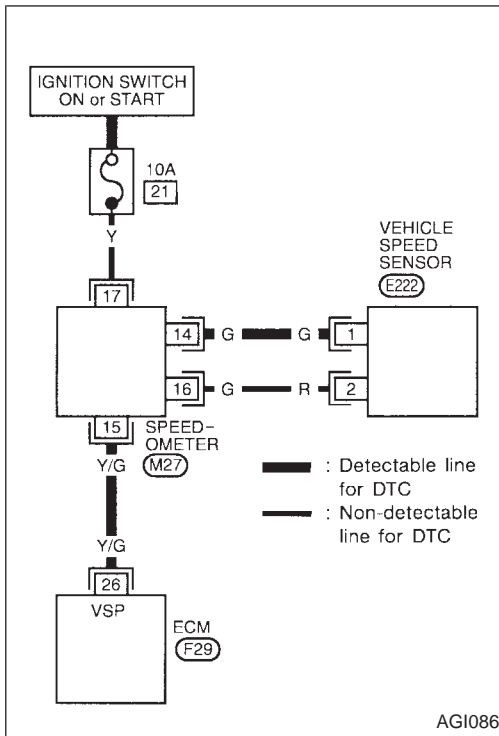 IGNITION SWITCH
ON or START
10A
21
Y
17
VEHICLE
SPEED
SENSOR
E222
14 G G 1
16 G R 2
15
SPEED-
OMETER
M27
Y/G
: Detectable line
for DTC
: Non-detectable
line for DTC
Y/G
26
VSP
ECM
F29
AGI086